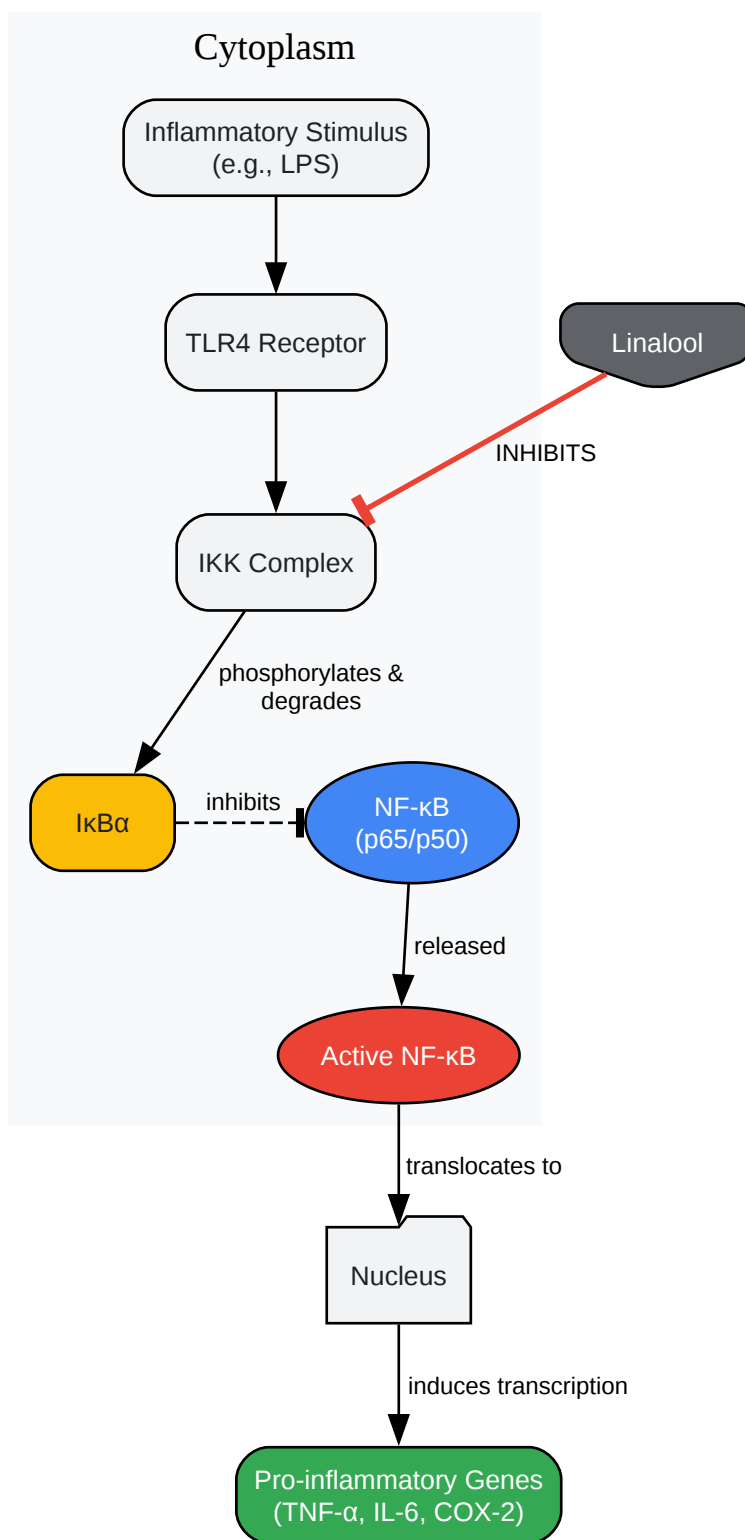 Cytoplasm
Inflammatory Stimulus
(e.g., LPS)
TLR4 Receptor
Linalool
INHIBITS
IKK Complex
phosphorylates &
degrades
IκBα
inhibits
NF-κB
(p65/p50)
released
Active NF-κB
translocates to
Nucleus
induces transcription
Pro-inflammatory Genes
(TNF-α, IL-6, COX-2)